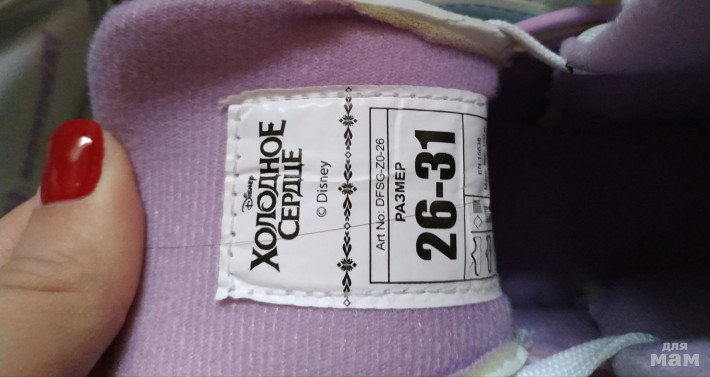 Disney
ХОЛОДНОЕ
СЕРДЦЕ
© Disney
Art No: DFSG-Z0-26
РАЗМЕР
26-31
для
мам